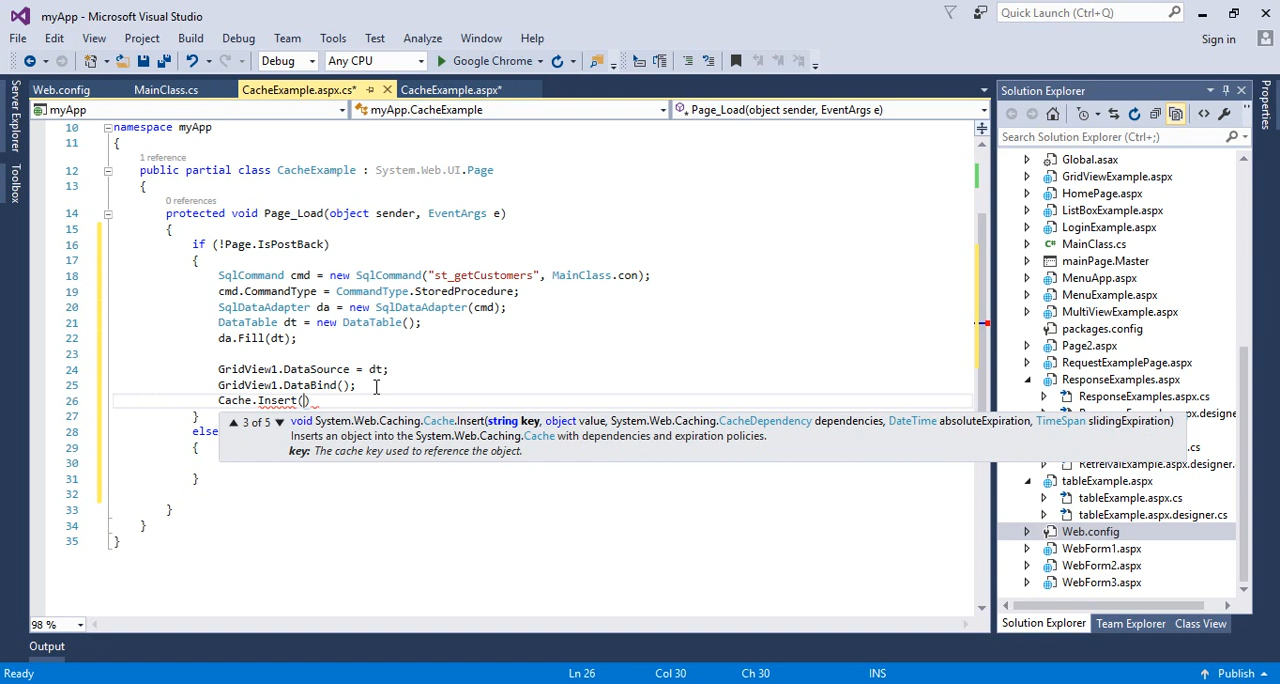 myApp - Microsoft Visual Studio
Quick Launch (Ctrl+Q)
File Edit View Project Build Debug Team Tools Test Analyze Window Help
Sign in
Debug Any CPU Google Chrome
Server Explorer
Toolbox
Web.config MainClass.cs CacheExample.aspx.cs* CacheExample.aspx*
myApp myApp.CacheExample Page_Load(object sender, EventArgs e)
10 namespace myApp
11 {
1 reference
12 public partial class CacheExample : System.Web.UI.Page
13 {
0 references
14 protected void Page_Load(object sender, EventArgs e)
15 {
16 if (!Page.IsPostBack)
17 {
18 SqlCommand cmd = new SqlCommand("st_getCustomers", MainClass.con);
19 cmd.CommandType = CommandType.StoredProcedure;
20 SqlDataAdapter da = new SqlDataAdapter(cmd);
21 DataTable dt = new DataTable();
22 da.Fill(dt);
23
24 GridView1.DataSource = dt;
25 GridView1.DataBind();
26 Cache.Insert()
27 }
3 of 5 void System.Web.Caching.Cache.Insert(string key, object value, System.Web.Caching.CacheDependency dependencies, DateTime absoluteExpiration, TimeSpan slidingExpiration)
28 els
Inserts an object into the System.Web.Caching.Cache with dependencies and expiration policies.
29 {
key: The cache key used to reference the object.
30
31 }
32
33 }
34 }
35 }
98 %
Output
Ready Ln 26 Col 30 Ch 30 INS Publish
Solution Explorer
Search Solution Explorer (Ctrl+;)
Global.asax
GridViewExample.aspx
HomePage.aspx
ListBoxExample.aspx
LoginExample.aspx
C# MainClass.cs
mainPage.Master
MenuApp.aspx
MenuExample.aspx
MultiViewExample.aspx
packages.config
Page2.aspx
RequestExamplePage.aspx
ResponseExamples.aspx
ResponseExamples.aspx.cs
ResponseExamples.aspx.de
cs
RetreivalExample.aspx.designer.
tableExample.aspx
tableExample.aspx.cs
tableExample.aspx.designer.cs
Web.config
WebForm1.aspx
WebForm2.aspx
WebForm3.aspx
Solution Explorer Team Explorer Class View
Properties